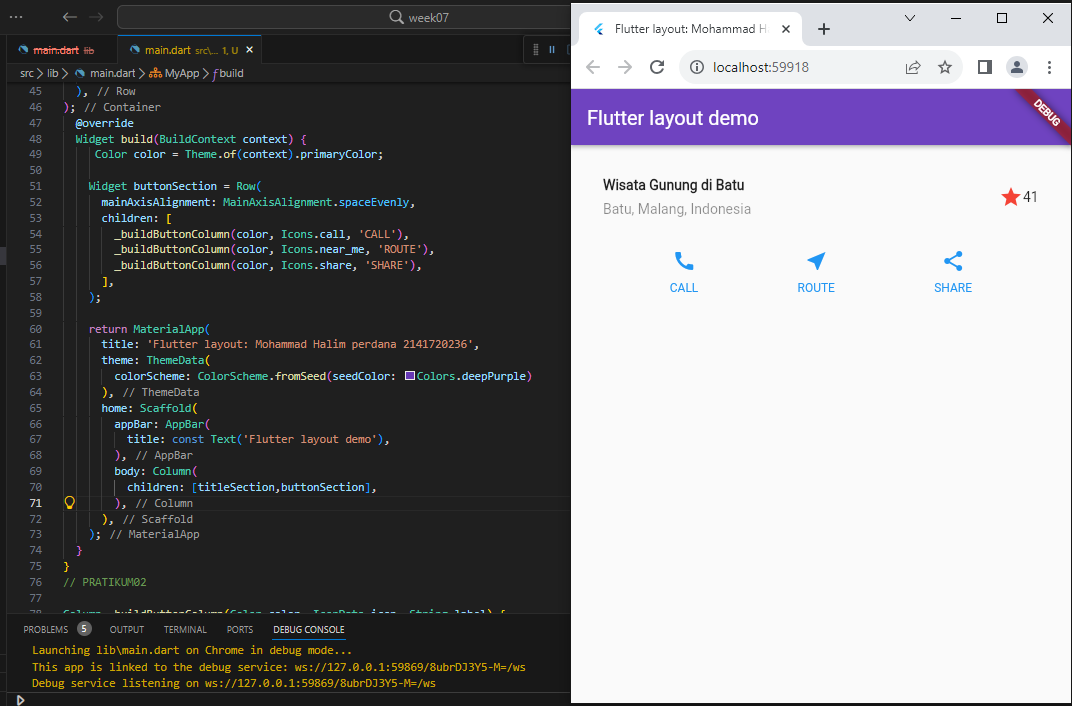 week07
main.dart lib
main.dart src\... 1, U
src > lib > main.dart > MyApp > build
45 ), // Row
46 ); // Container
47 @override
48 Widget build(BuildContext context) {
49 Color color = Theme.of(context).primaryColor;
50
51 Widget buttonSection = Row(
52 mainAxisAlignment: MainAxisAlignment.spaceEvenly,
53 children: [
54 _buildButtonColumn(color, Icons.call, 'CALL'),
55 _buildButtonColumn(color, Icons.near_me, 'ROUTE'),
56 _buildButtonColumn(color, Icons.share, 'SHARE'),
57 ],
58 );
59
60 return MaterialApp(
61 title: 'Flutter layout: Mohammad Halim perdana 2141720236',
62 theme: ThemeData(
63 colorScheme: ColorScheme.fromSeed(seedColor: Colors.deepPurple)
64 ), // ThemeData
65 home: Scaffold(
66 appBar: AppBar(
67 title: const Text('Flutter layout demo'),
68 ), // AppBar
69 body: Column(
70 children: [titleSection,buttonSection],
71 ), // Column
72 ), // Scaffold
73 ); // MaterialApp
74 }
75 }
76 // PRATIKUM02
77
78 Column _buildButtonColumn(Color color, IconData icon, String label) {
PROBLEMS 5 OUTPUT TERMINAL PORTS DEBUG CONSOLE
Launching lib\main.dart on Chrome in debug mode...
This app is linked to the debug service: ws://127.0.0.1:59869/8ubrDJ3Y5-M=/ws
Debug service listening on ws://127.0.0.1:59869/8ubrDJ3Y5-M=/ws
Flutter layout: Mohammad H
localhost:59918
Flutter layout demo
DEBUG
Wisata Gunung di Batu
Batu, Malang, Indonesia
41
CALL ROUTE SHARE